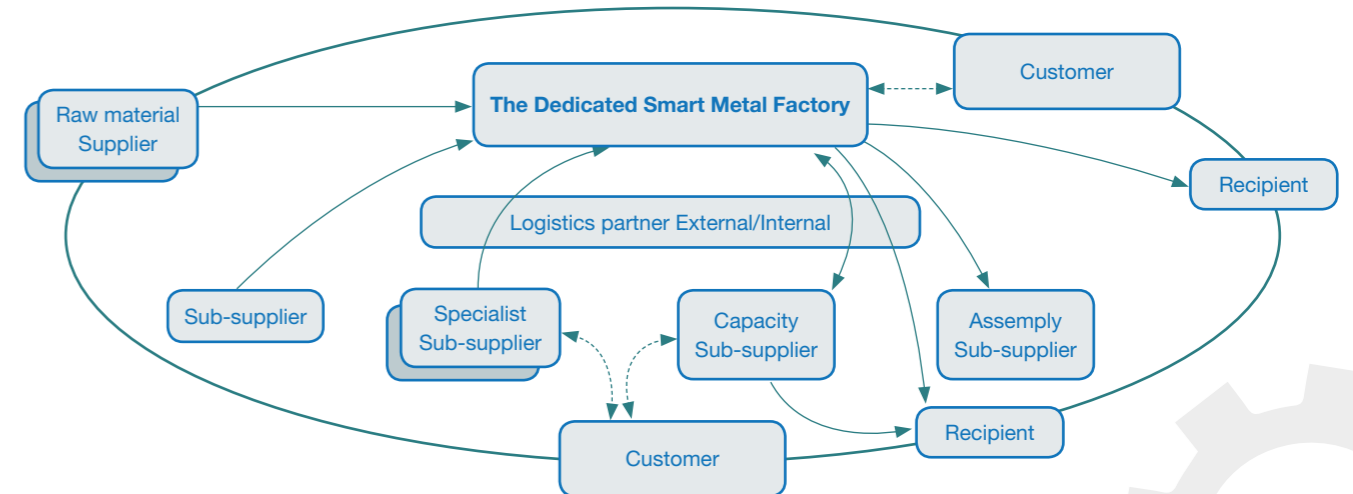 Customer
The Dedicated Smart Metal Factory
Raw material
Supplier
Recipient
Logistics partner External/Internal
Sub-supplier
Specialist
Sub-supplier
Capacity
Sub-supplier
Assemply
Sub-supplier
Recipient
Customer